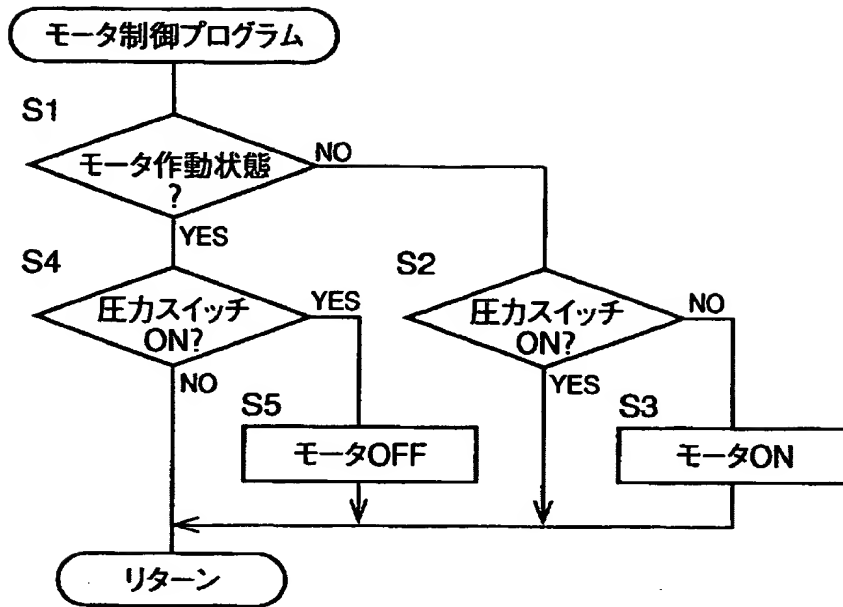 モータ制御プログラム
S1
モータ作動状態
?
NO
YES
S4
圧力スイッチ
ON?
YES
NO
S2
圧力スイッチ
ON?
NO
YES
S5
モータOFF
S3
モータON
リターン